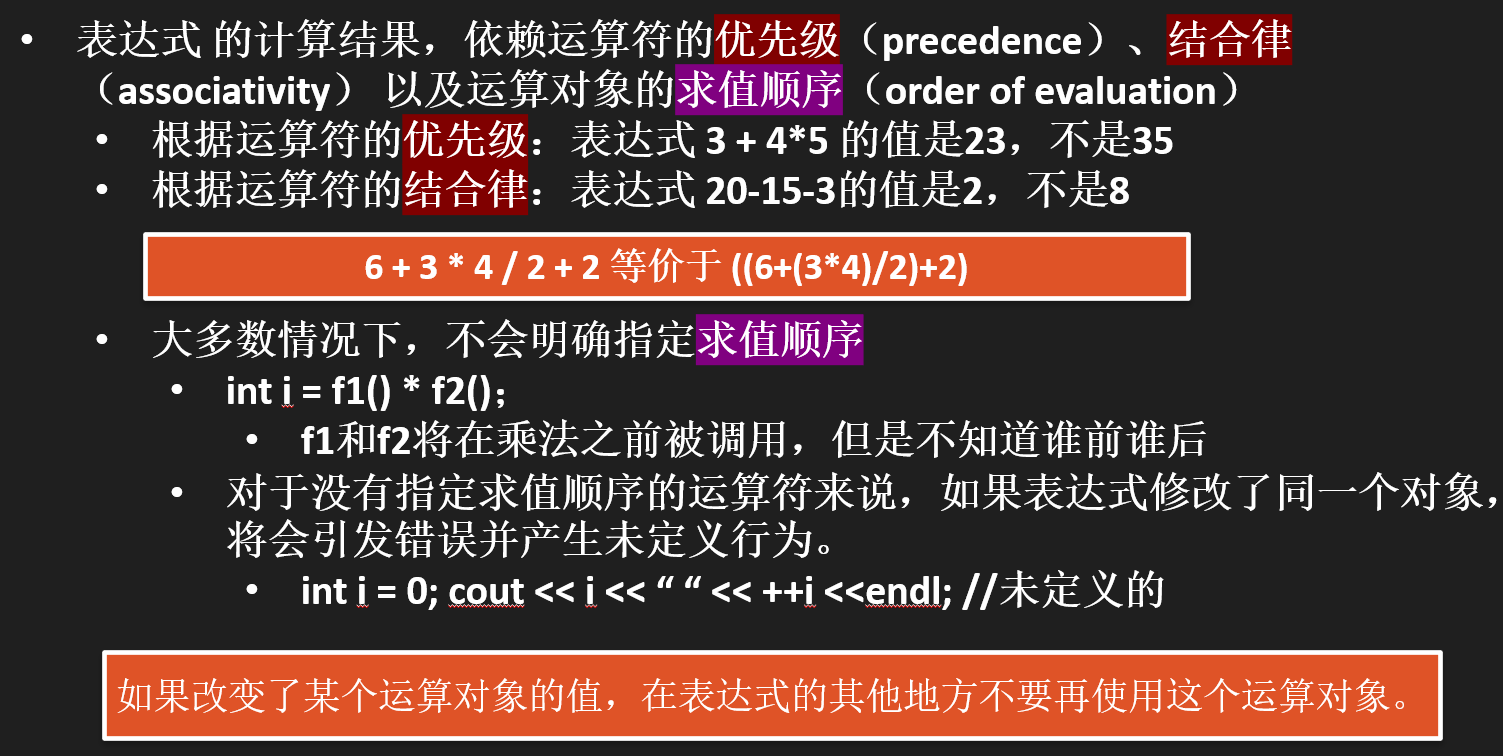 • 表达式 的计算结果，依赖运算符的优先级（precedence）、结合律
（associativity） 以及运算对象的求值顺序（order of evaluation）
• 根据运算符的优先级：表达式 3 + 4*5 的值是23，不是35
• 根据运算符的结合律：表达式 20-15-3的值是2，不是8
6 + 3 * 4 / 2 + 2 等价于 ((6+(3*4)/2)+2)
• 大多数情况下，不会明确指定求值顺序
• int i = f1() * f2()；
• f1和f2将在乘法之前被调用，但是不知道谁前谁后
• 对于没有指定求值顺序的运算符来说，如果表达式修改了同一个对象，
将会引发错误并产生未定义行为。
• int i = 0; cout << i << “ “ << ++i <<endl; //未定义的
如果改变了某个运算对象的值，在表达式的其他地方不要再使用这个运算对象。